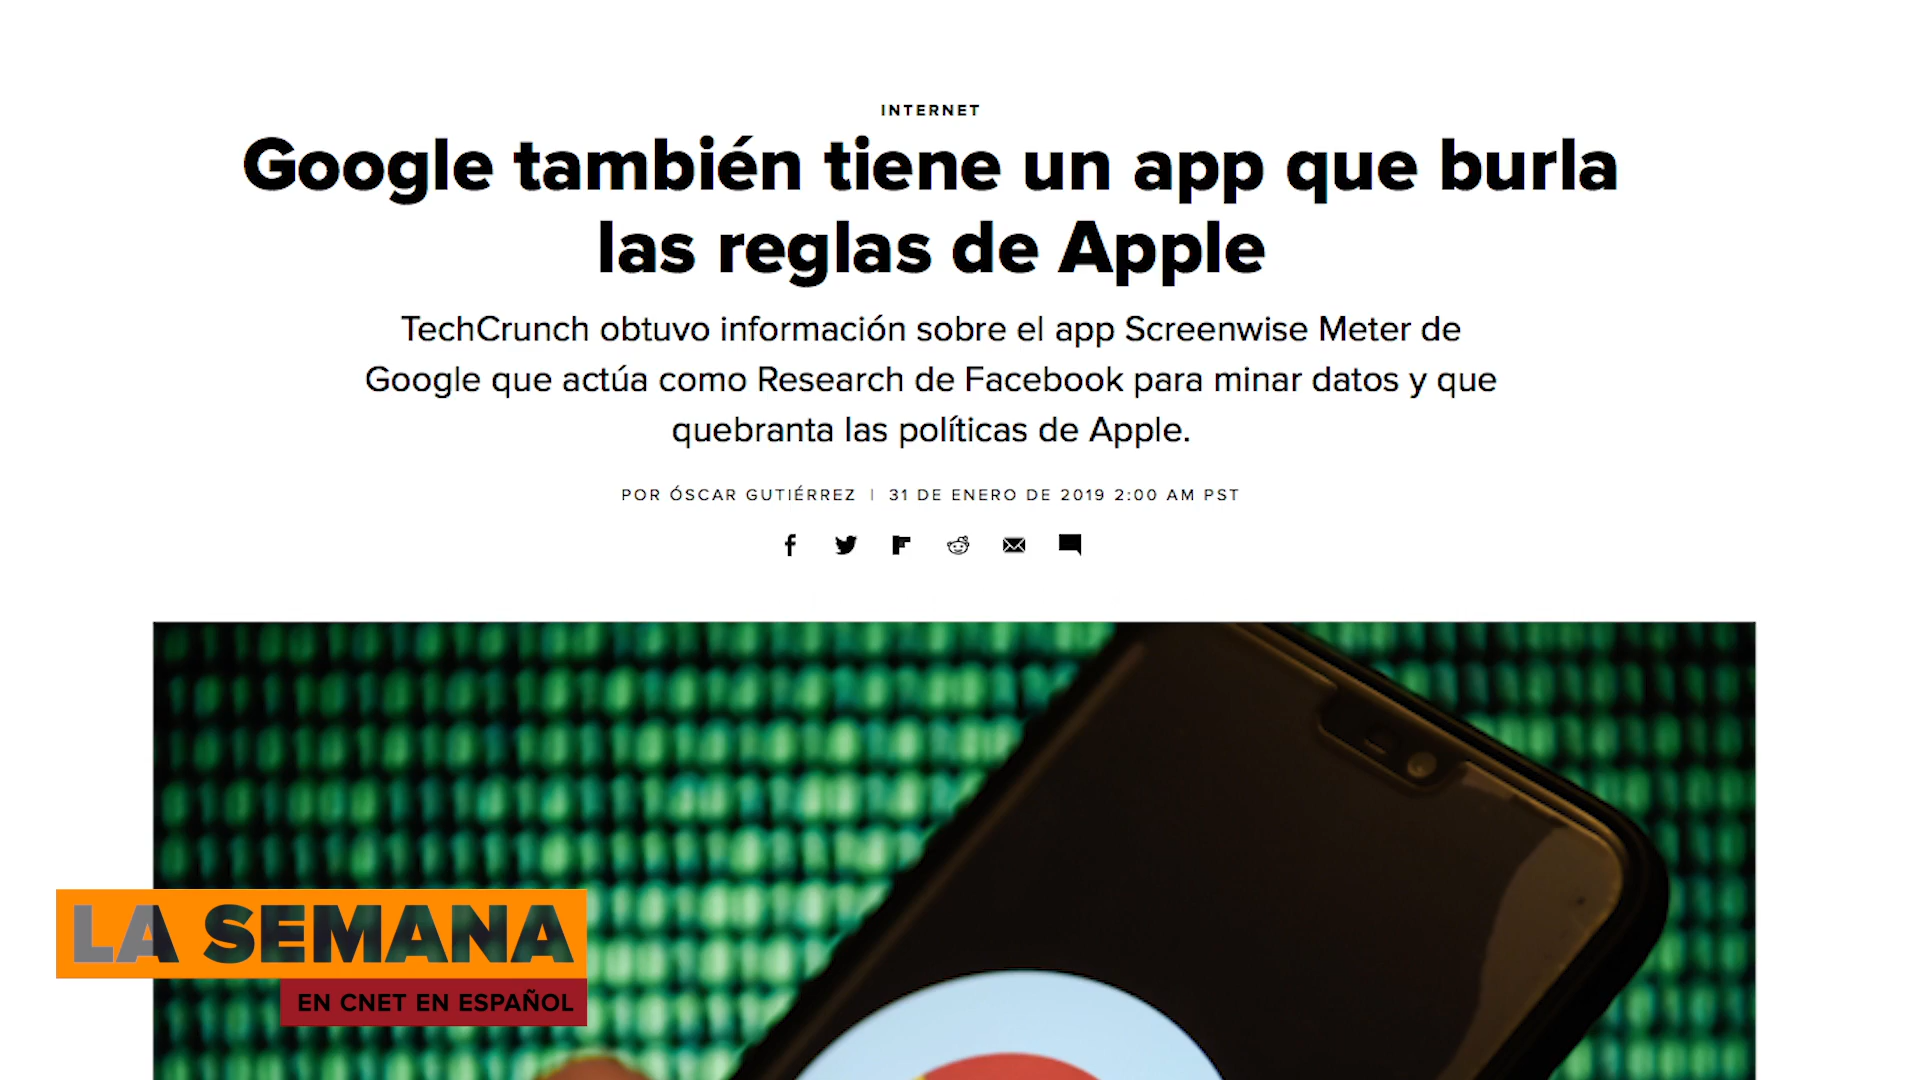 INTERNET
Google también tiene un app que burla
las reglas de Apple
TechCrunch obtuvo información sobre el app Screenwise Meter de
Google que actúa como Research de Facebook para minar datos y que
quebranta las políticas de Apple.
POR ÓSCAR GUTIÉRREZ | 31 DE ENERO DE 2019 2:00 AM PST
LA SEMANA
EN CNET EN ESPAÑOL